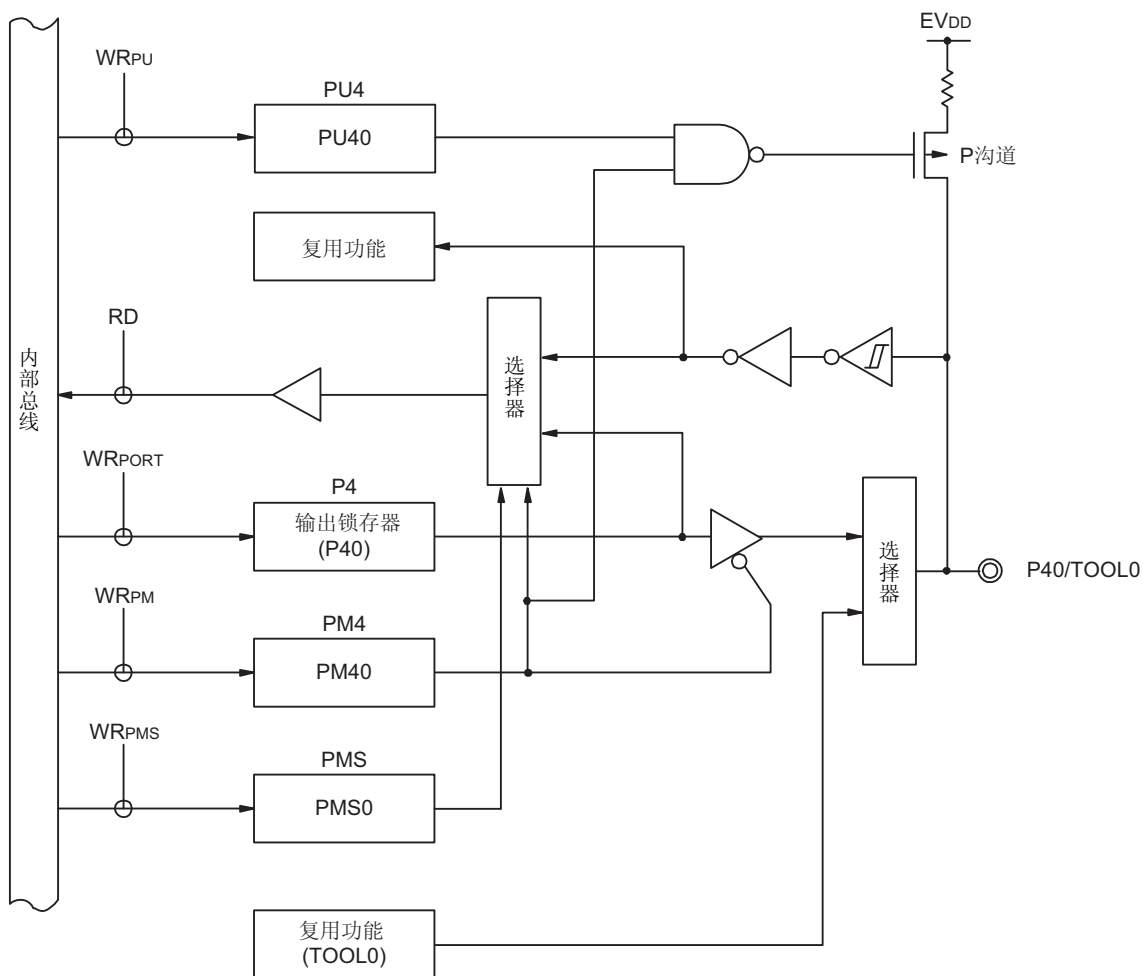 EVDD
WRPU
PU4
PU40
P沟道
复用功能
RD
选择器
内部总线
WRPORT
P4
输出锁存器
(P40)
选择器
P40/TOOL0
WRPM
PM4
PM40
WRPMS
PMS
PMS0
复用功能
(TOOL0)